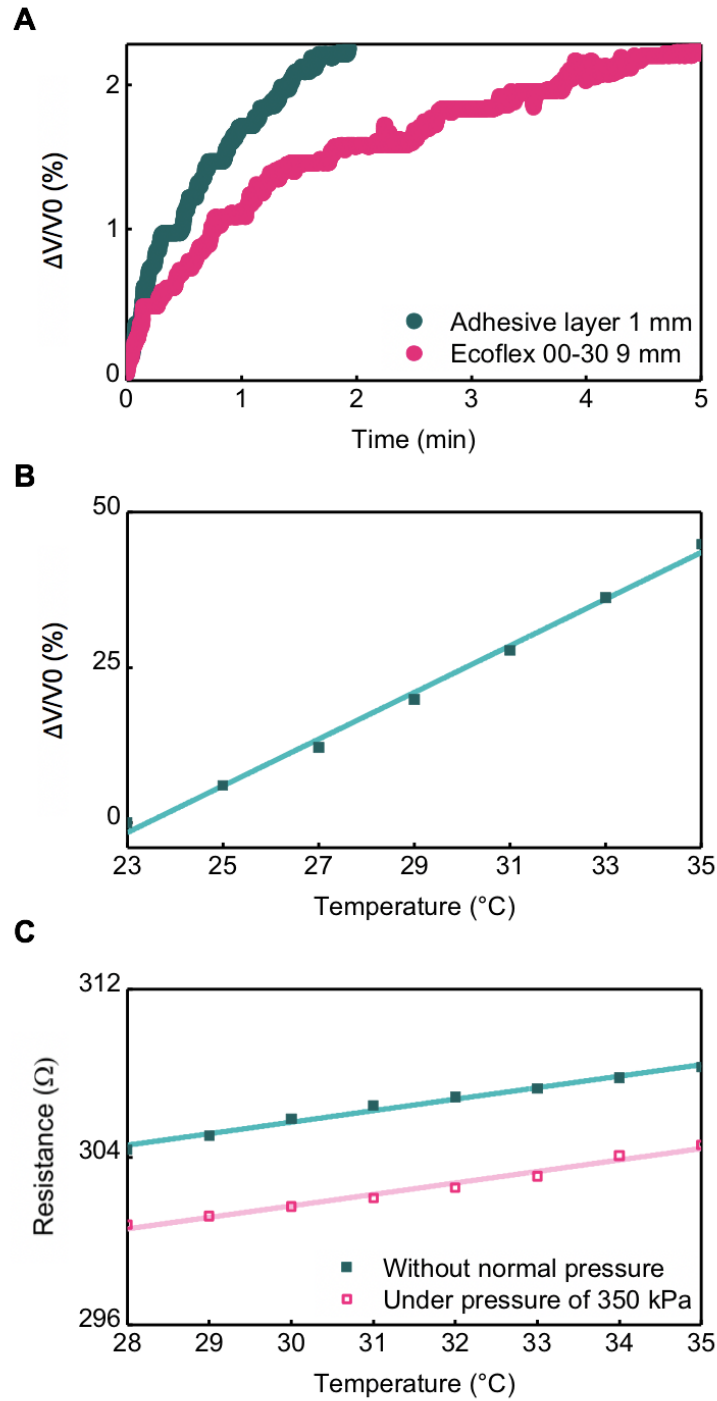 A
2
1
0
ΔV/V0 (%)
Adhesive layer 1 mm
Ecoflex 00-30 9 mm
0 1 2 3 4 5
Time (min)
B
50
25
0
ΔV/V0 (%)
23 25 27 29 31 33 35
Temperature (°C)
C
312
304
296
Resistance (Ω)
Without normal pressure
Under pressure of 350 kPa
28 29 30 31 32 33 34 35
Temperature (°C)